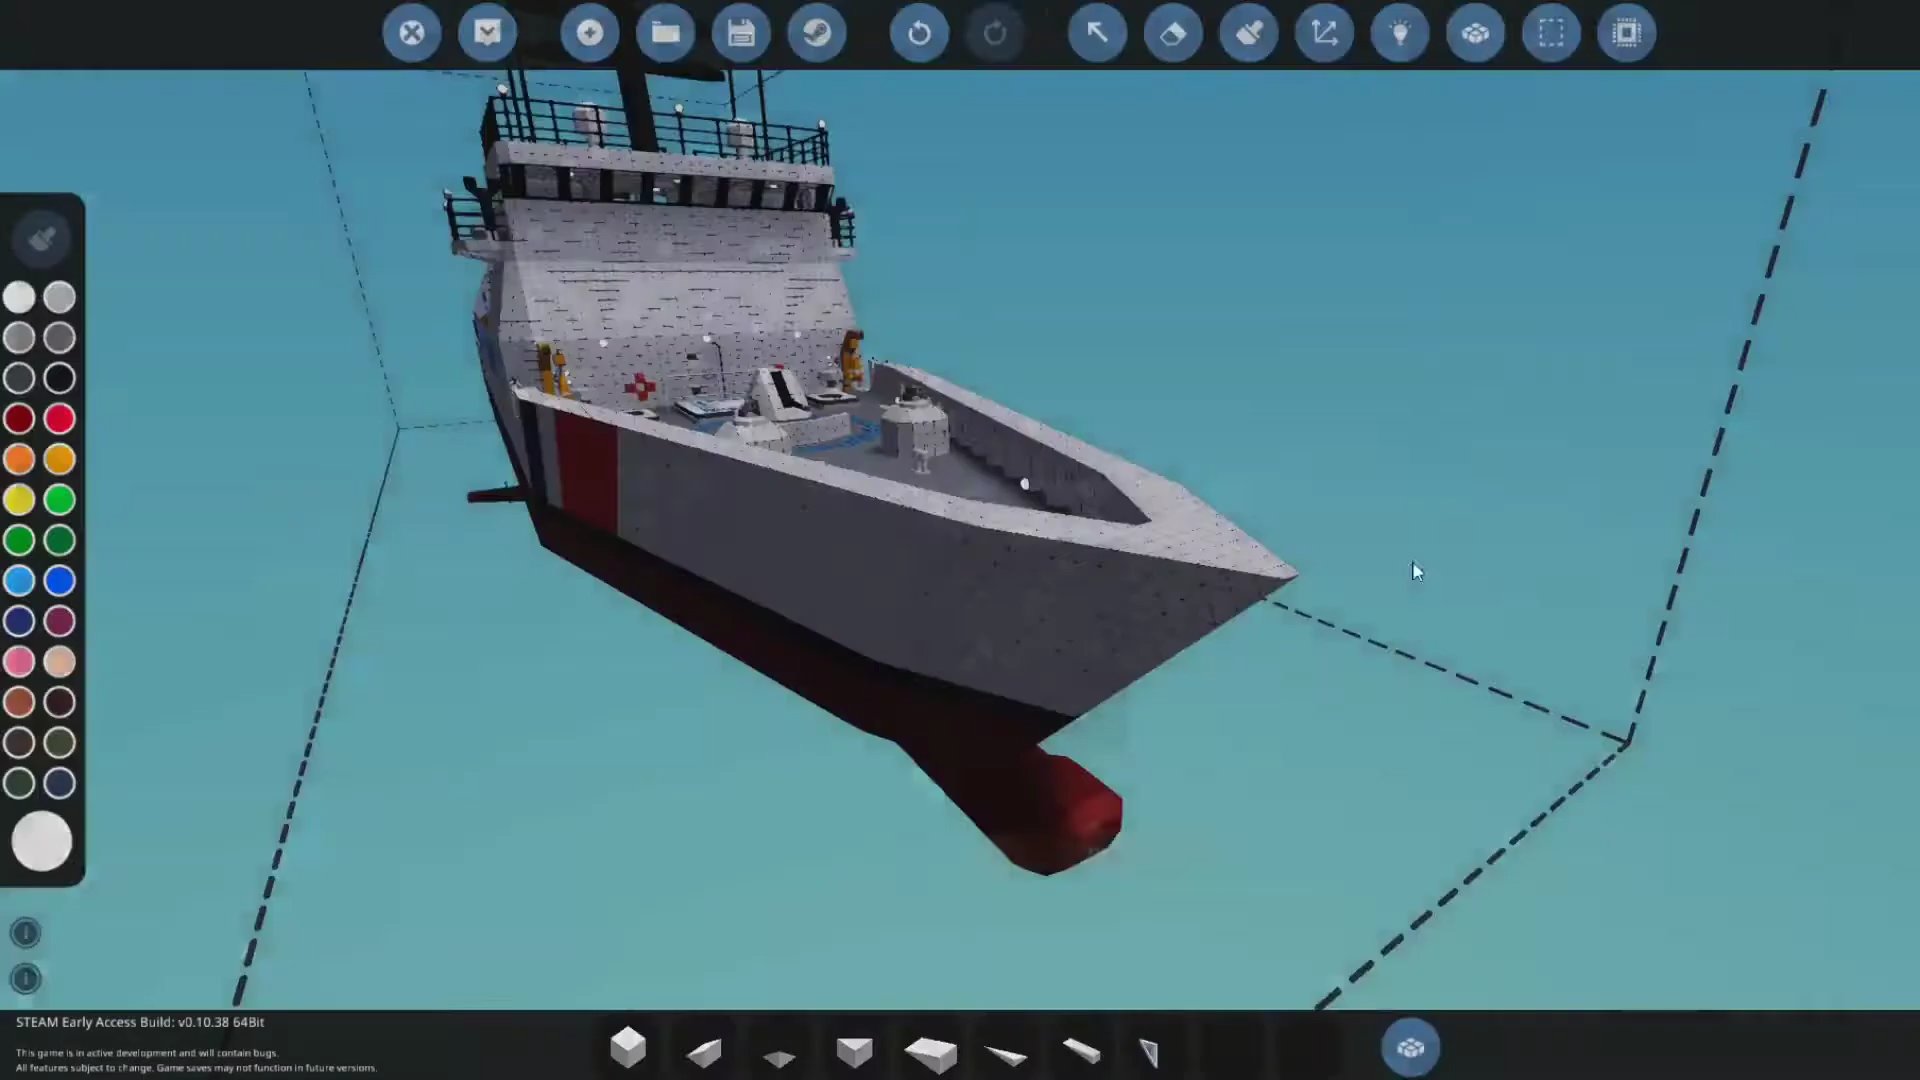 STEAM Early Access Build: v0.10.38 64Bit
This game is in active development and will contain bugs.
All features subject to change. Game saves may not function in future versions.